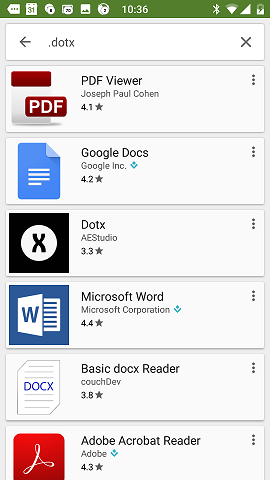 31
10:36
.dotx
PDF
PDF Viewer
Joseph Paul Cohen
4.1
Google Docs
Google Inc.
4.2
X
Dotx
AEStudio
3.3
W
Microsoft Word
Microsoft Corporation
4.4
DOCX
Basic docx Reader
couchDev
3.8
Adobe Acrobat Reader
Adobe
4.3